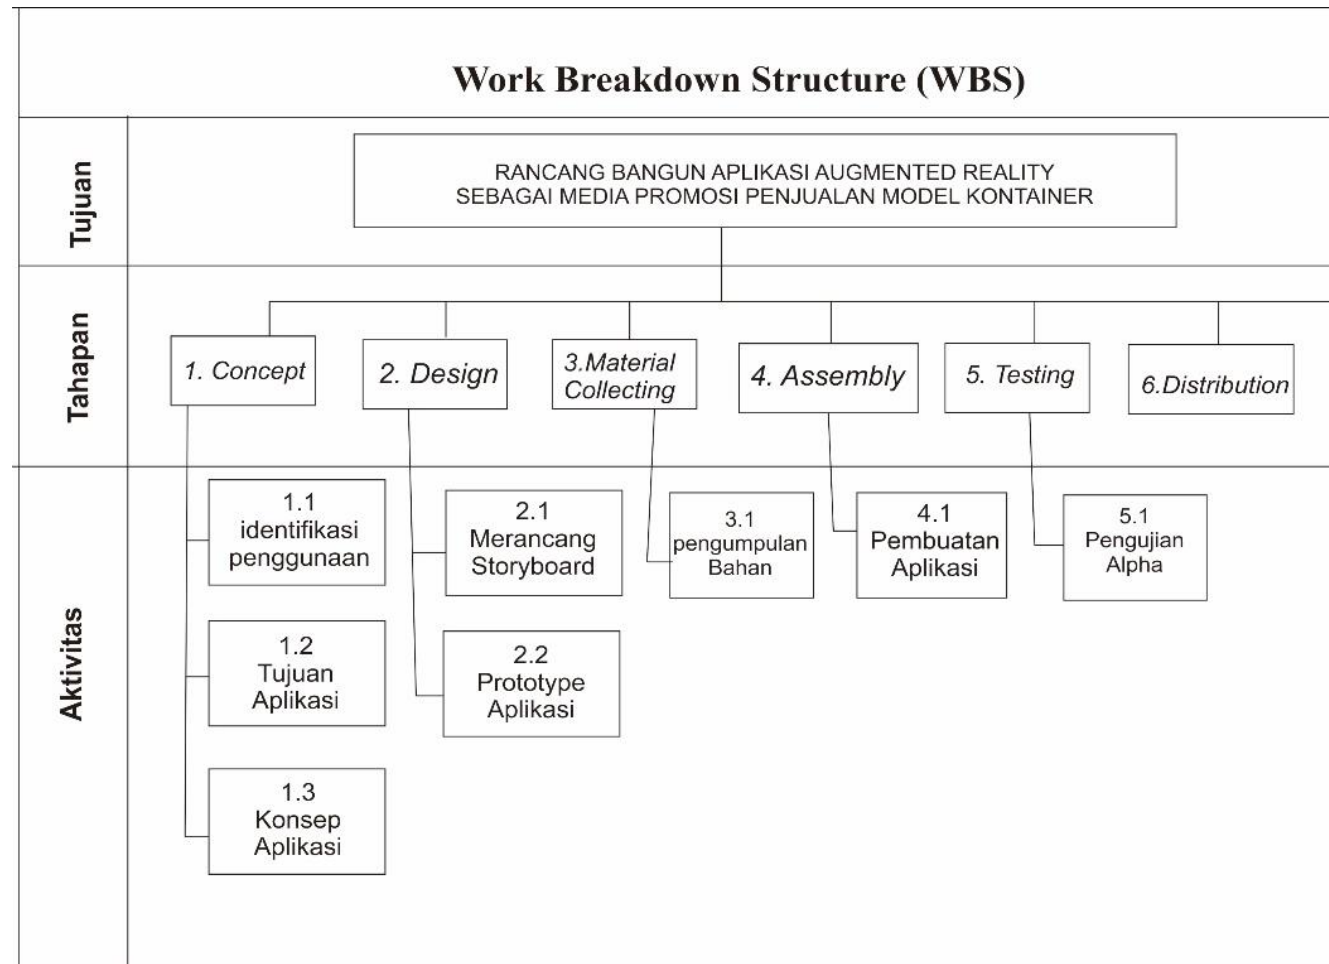 Work Breakdown Structure (WBS)
Tujuan
RANCANG BANGUN APLIKASI AUGMENTED REALITY
SEBAGAI MEDIA PROMOSI PENJUALAN MODEL KONTAINER
Tahapan
1. Concept
2. Design
3.Material
Collecting
4. Assembly
5. Testing
6.Distribution
Aktivitas
1.1
identifikasi
penggunaan
1.2
Tujuan
Aplikasi
1.3
Konsep
Aplikasi
2.1
Merancang
Storyboard
2.2
Prototype
Aplikasi
3.1
pengumpulan
Bahan
4.1
Pembuatan
Aplikasi
5.1
Pengujian
Alpha